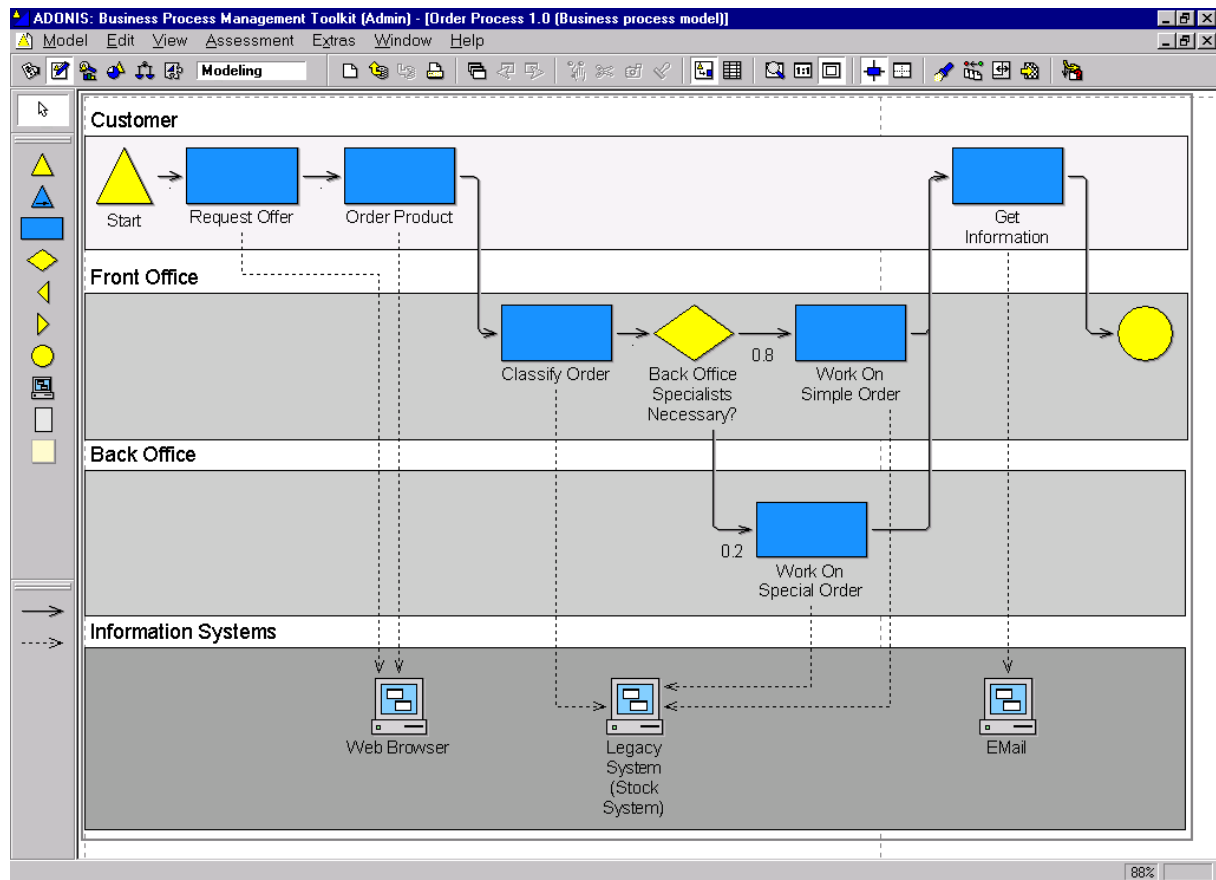 ADONIS: Business Process Management Toolkit (Admin) - [Order Process 1.0 (Business process model)]
Model Edit View Assessment Extras Window Help
Modeling
1:1
Customer
Start
Request Offer
Order Product
Get
Information
Front Office
Classify Order
Back Office
Specialists
Necessary?
0.8
Work On
Simple Order
Back Office
0.2
Work On
Special Order
Information Systems
Web Browser
Legacy
System
(Stock
System)
EMail
88%